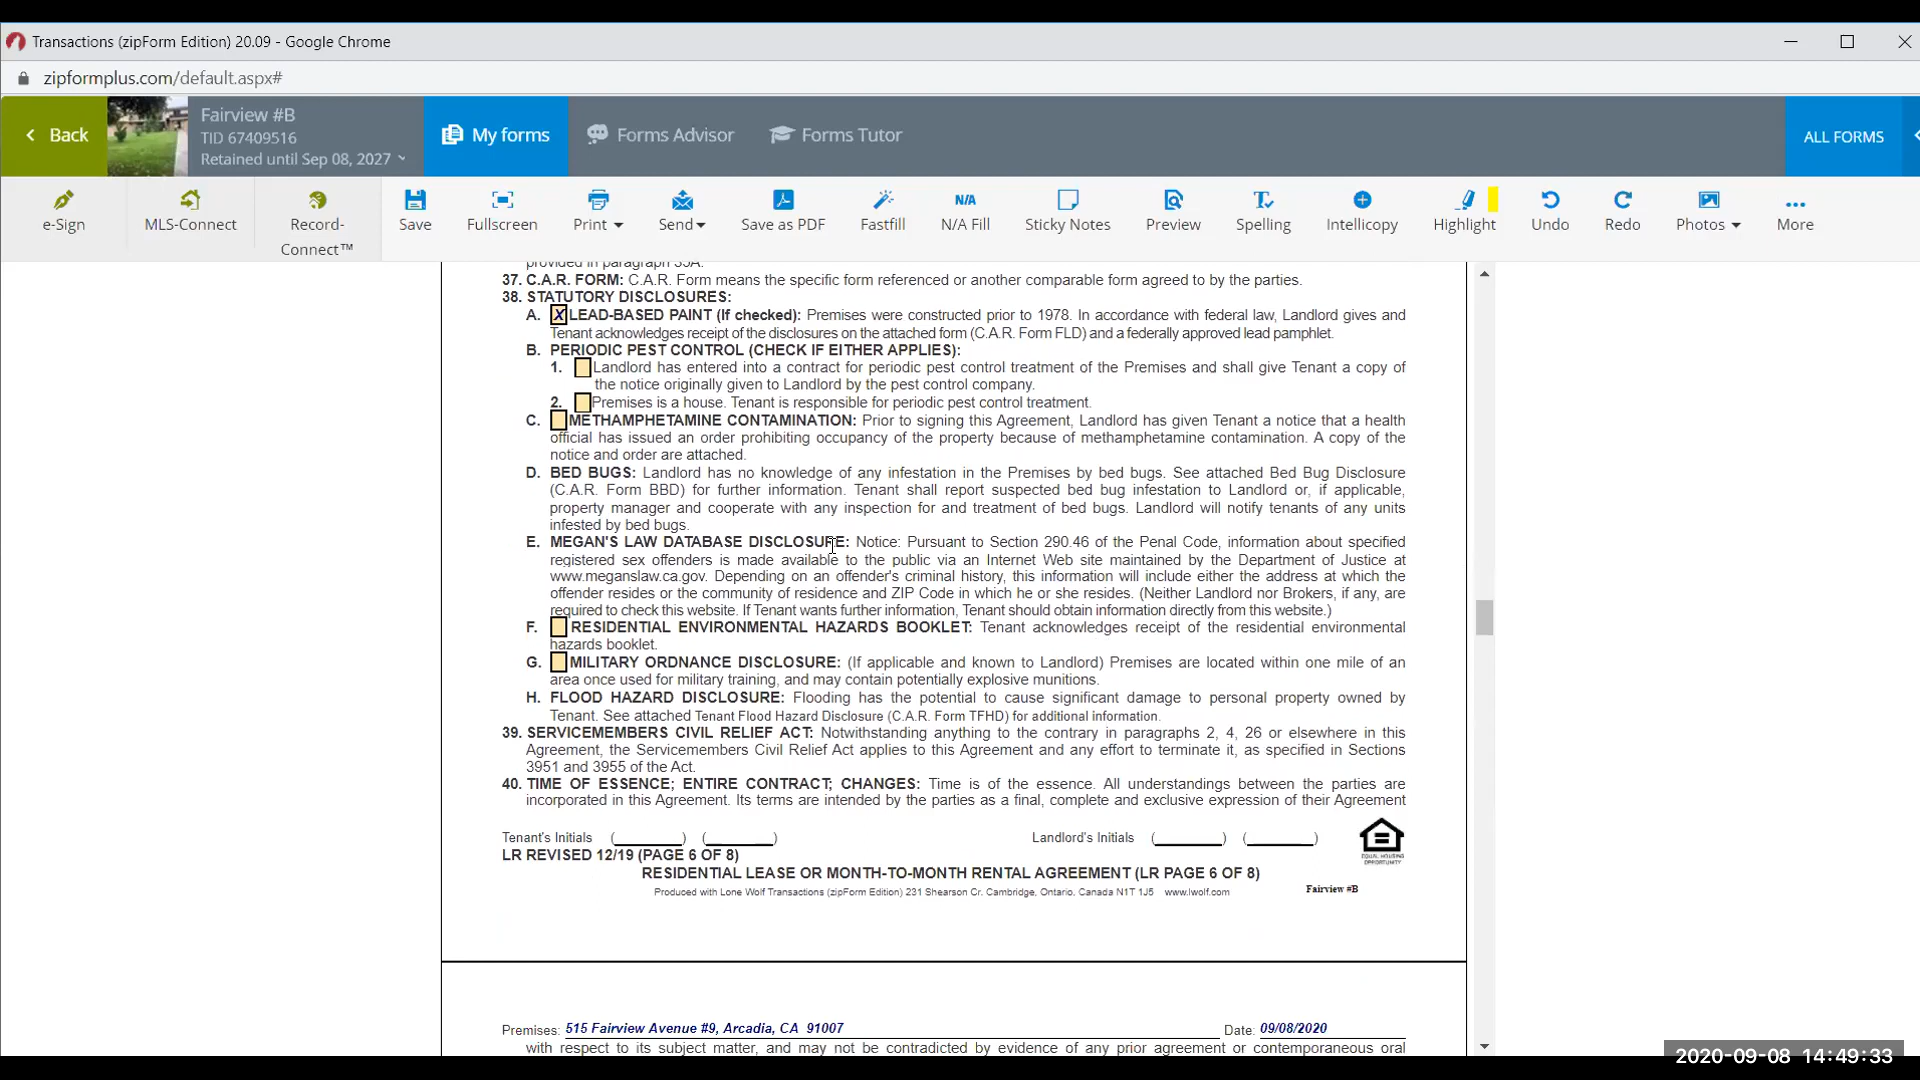 Transactions (zipForm Edition) 20.09 - Google Chrome
zipformplus.com/default.aspx#
Back
Fairview #B
TID 67409516
Retained until Sep 08, 2027
My forms
Forms Advisor
Forms Tutor
ALL FORMS
e-Sign
MLS-Connect
Record-Connect™
Save
Fullscreen
Print
Send
Save as PDF
Fastfill
N/A
N/A Fill
Sticky Notes
Preview
Spelling
Intellicopy
Highlight
Undo
Redo
Photos
More
provided in paragraph 35A.
37. C.A.R. FORM: C.A.R. Form means the specific form referenced or another comparable form agreed to by the parties.
38. STATUTORY DISCLOSURES:
A. X LEAD-BASED PAINT (If checked): Premises were constructed prior to 1978. In accordance with federal law, Landlord gives and
Tenant acknowledges receipt of the disclosures on the attached form (C.A.R. Form FLD) and a federally approved lead pamphlet.
B. PERIODIC PEST CONTROL (CHECK IF EITHER APPLIES):
1. Landlord has entered into a contract for periodic pest control treatment of the Premises and shall give Tenant a copy of
the notice originally given to Landlord by the pest control company.
2. Premises is a house. Tenant is responsible for periodic pest control treatment.
C. METHAMPHETAMINE CONTAMINATION: Prior to signing this Agreement, Landlord has given Tenant a notice that a health
official has issued an order prohibiting occupancy of the property because of methamphetamine contamination. A copy of the
notice and order are attached.
D. BED BUGS: Landlord has no knowledge of any infestation in the Premises by bed bugs. See attached Bed Bug Disclosure
(C.A.R. Form BBD) for further information. Tenant shall report suspected bed bug infestation to Landlord or, if applicable,
property manager and cooperate with any inspection for and treatment of bed bugs. Landlord will notify tenants of any units
infested by bed bugs.
E. MEGAN'S LAW DATABASE DISCLOSURE: Notice: Pursuant to Section 290.46 of the Penal Code, information about specified
registered sex offenders is made available to the public via an Internet Web site maintained by the Department of Justice at
www.meganslaw.ca.gov. Depending on an offender's criminal history, this information will include either the address at which the
offender resides or the community of residence and ZIP Code in which he or she resides. (Neither Landlord nor Brokers, if any, are
required to check this website. If Tenant wants further information, Tenant should obtain information directly from this website.)
F. RESIDENTIAL ENVIRONMENTAL HAZARDS BOOKLET: Tenant acknowledges receipt of the residential environmental
hazards booklet.
G. MILITARY ORDNANCE DISCLOSURE: (If applicable and known to Landlord) Premises are located within one mile of an
area once used for military training, and may contain potentially explosive munitions.
H. FLOOD HAZARD DISCLOSURE: Flooding has the potential to cause significant damage to personal property owned by
Tenant. See attached Tenant Flood Hazard Disclosure (C.A.R. Form TFHD) for additional information.
39. SERVICEMEMBERS CIVIL RELIEF ACT: Notwithstanding anything to the contrary in paragraphs 2, 4, 26 or elsewhere in this
Agreement, the Servicemembers Civil Relief Act applies to this Agreement and any effort to terminate it, as specified in Sections
3951 and 3955 of the Act.
40. TIME OF ESSENCE; ENTIRE CONTRACT; CHANGES: Time is of the essence. All understandings between the parties are
incorporated in this Agreement. Its terms are intended by the parties as a final, complete and exclusive expression of their Agreement
Tenant's Initials (________) (________) Landlord's Initials (________) (________)
EQUAL HOUSING OPPORTUNITY
LR REVISED 12/19 (PAGE 6 OF 8)
RESIDENTIAL LEASE OR MONTH-TO-MONTH RENTAL AGREEMENT (LR PAGE 6 OF 8)
Produced with Lone Wolf Transactions (zipForm Edition) 231 Shearson Cr. Cambridge, Ontario, Canada N1T 1J5 www.lwolf.com Fairview #B
Premises: 515 Fairview Avenue #9, Arcadia, CA 91007 Date: 09/08/2020
with respect to its subject matter, and may not be contradicted by evidence of any prior agreement or contemporaneous oral
2020-09-08 14:49:33